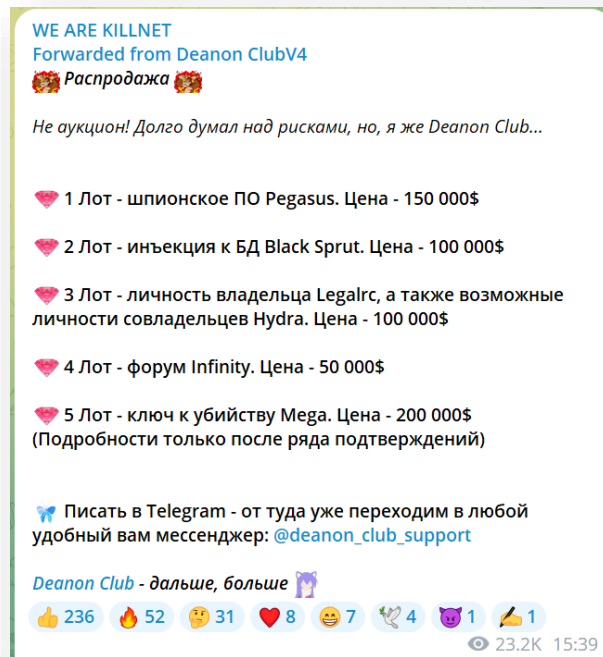 WE ARE KILLNET
Forwarded from Deanon ClubV4
Распродажа
Не аукцион! Долго думал над рисками, но, я же Deanon Club...
1 Лот - шпионское ПО Pegasus. Цена - 150 000$
2 Лот - инъекция к БД Black Sprut. Цена - 100 000$
3 Лот - личность владельца Legalrc, а также возможные
личности совладельцев Hydra. Цена - 100 000$
4 Лот - форум Infinity. Цена - 50 000$
5 Лот - ключ к убийству Mega. Цена - 200 000$
(Подробности только после ряда подтверждений)
Писать в Telegram - от туда уже переходим в любой
удобный вам мессенджер: @deanon_club_support
Deanon Club - дальше, больше
236 52 31 8 7 4 1 1
23.2K 15:39